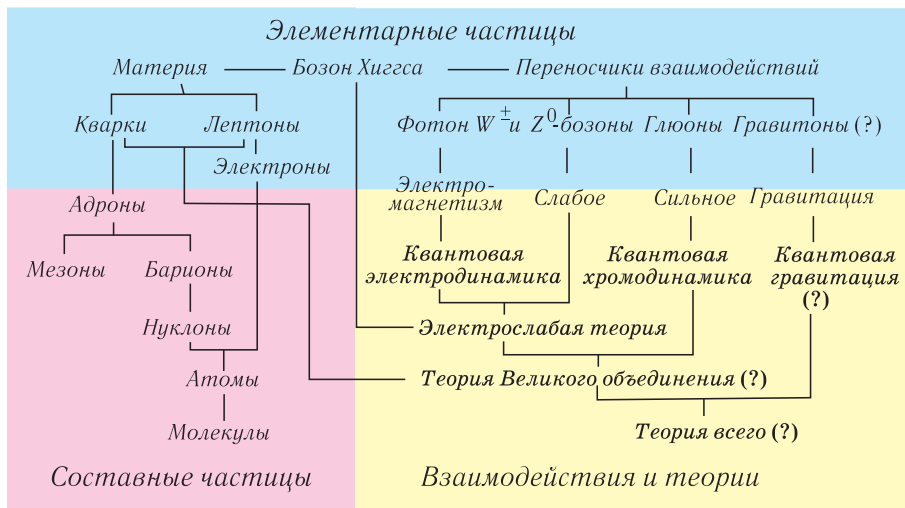 Элементарные частицы
Материя Бозон Хиггса Переносчики взаимодействий
Кварки Лептоны Фотон W ± и Z⁰-бозоны Глюоны Гравитоны (?)
Электроны
Электро-
магнетизм Слабое Сильное Гравитация
Адроны
Мезоны Барионы
Квантовая Квантовая Квантовая
электродинамика хромодинамика гравитация
(?)
Нуклоны Электрослабая теория
Атомы Теория Великого объединения (?)
Молекулы Теория всего (?)
Составные частицы Взаимодействия и теории